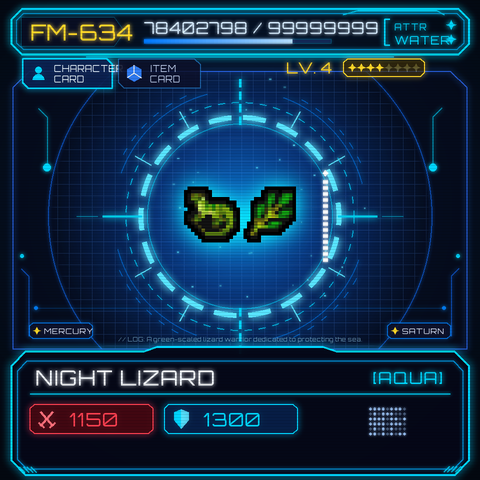 FM-634
78402798 / 99999999
ATTR
WATER
CHARACTER
CARD
ITEM
CARD
LV.4
MERCURY
SATURN
// LOG: A green-scaled lizard warrior dedicated to protecting the sea
NIGHT LIZARD
[AQUA]
1150
1300